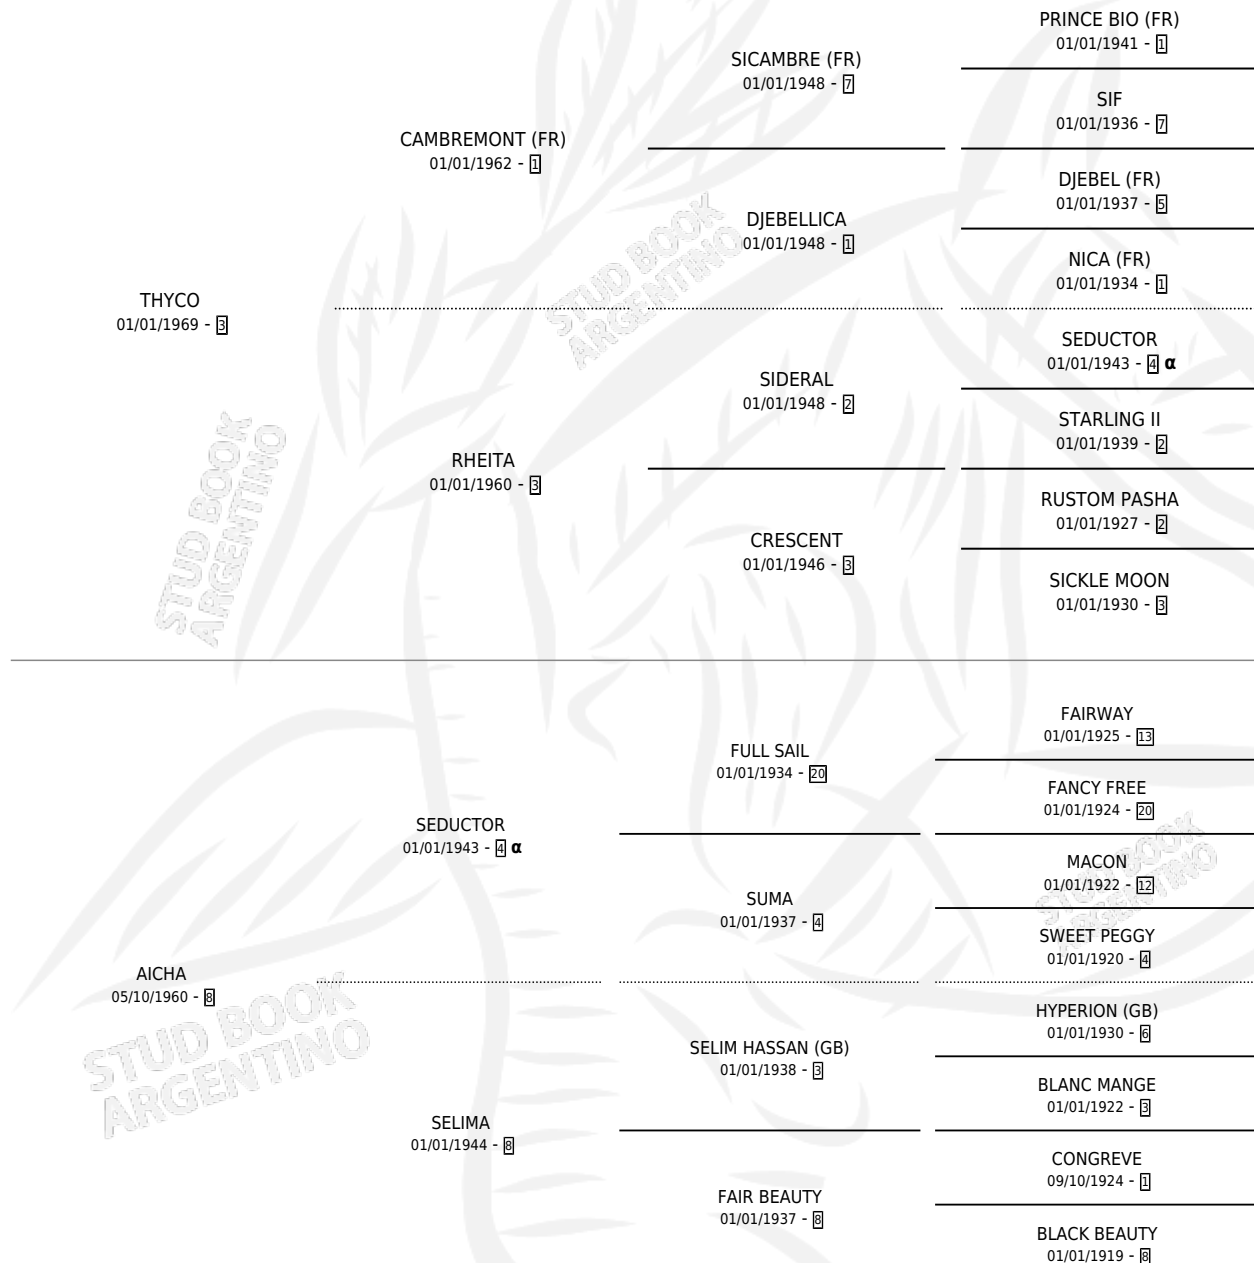 PRINCE BIO (FR)
01/01/1941 - 1
SICAMBRE (FR)
01/01/1948 - 7
SIF
01/01/1936 - 7
CAMBREMONT (FR)
01/01/1962 - 1
DJEBEL (FR)
01/01/1937 - 5
DJEBELLICA
01/01/1948 - 1
NICA (FR)
01/01/1934 - 1
THYCO
01/01/1969 - 3
SEDUCTOR
01/01/1943 - 4 α
SIDERAL
01/01/1948 - 2
STARLING II
01/01/1939 - 2
RHEITA
01/01/1960 - 3
RUSTOM PASHA
01/01/1927 - 2
CRESCENT
01/01/1946 - 3
SICKLE MOON
01/01/1930 - 3
STUD BOOK
ARGENTINO
STUD BOOK
ARGENTINO
FAIRWAY
01/01/1925 - 13
FULL SAIL
01/01/1934 - 20
FANCY FREE
01/01/1924 - 20
SEDUCTOR
01/01/1943 - 4 α
MACON
01/01/1922 - 12
SUMA
01/01/1937 - 4
SWEET PEGGY
01/01/1920 - 4
AICHA
05/10/1960 - 8
HYPERION (GB)
01/01/1930 - 6
SELIM HASSAN (GB)
01/01/1938 - 3
BLANC MANGE
01/01/1922 - 3
SELIMA
01/01/1944 - 8
CONGREVE
09/10/1924 - 1
FAIR BEAUTY
01/01/1937 - 8
BLACK BEAUTY
01/01/1919 - 8
STUD BOOK
ARGENTINO
STUD BOOK
ARGENTINO